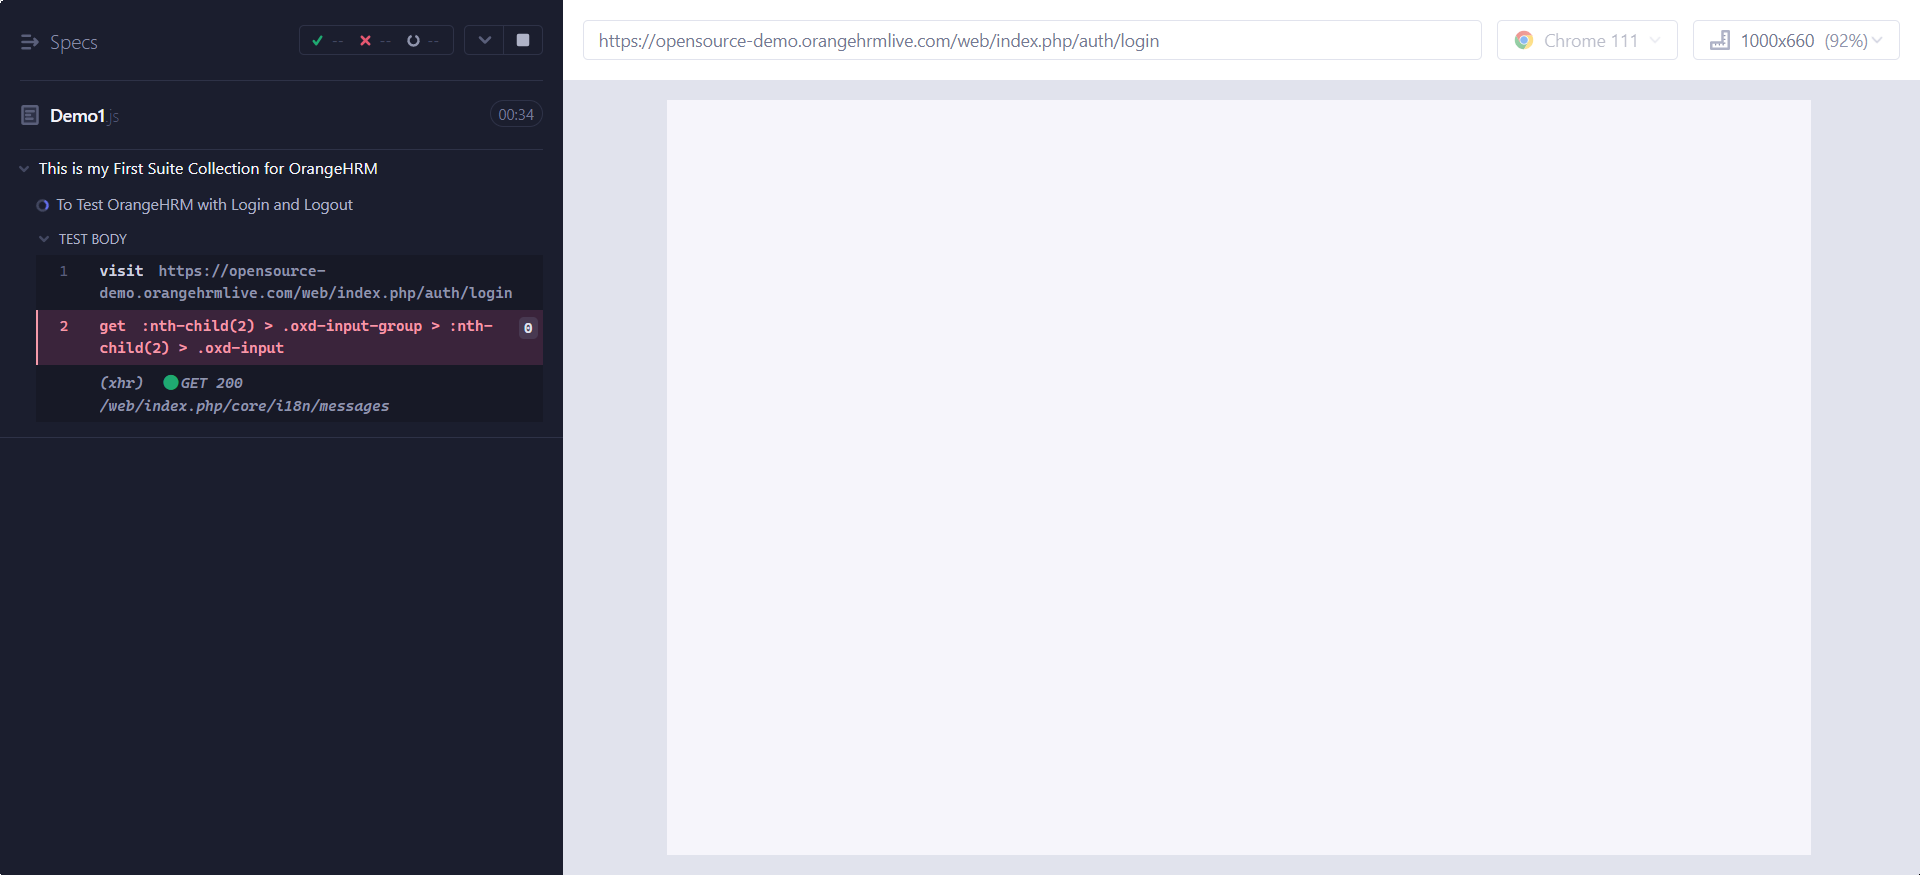 Specs
-- -- --
Demo1.js
00:34
This is my First Suite Collection for OrangeHRM
To Test OrangeHRM with Login and Logout
TEST BODY
1 visit https://opensource-
demo.orangehrmlive.com/web/index.php/auth/login
2 get :nth-child(2) > .oxd-input-group > :nth- 0
child(2) > .oxd-input
(xhr) GET 200
/web/index.php/core/i18n/messages
https://opensource-demo.orangehrmlive.com/web/index.php/auth/login
Chrome 111
1000x660 (92%)